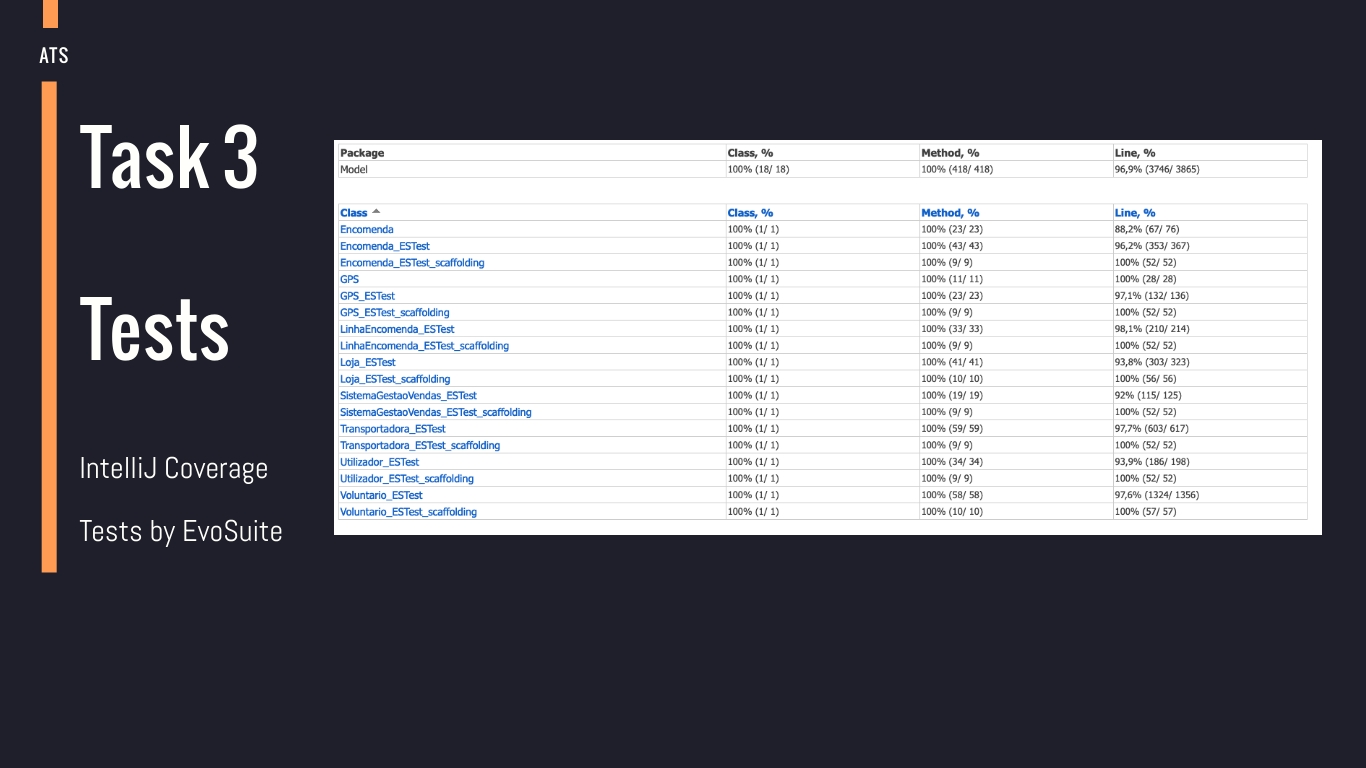 ATS
Task 3
Tests
IntelliJ Coverage
Tests by EvoSuite
Package Class, % Method, % Line, %
Model 100% (18/ 18) 100% (418/ 418) 96,9% (3746/ 3865)
Class Class, % Method, % Line, %
Encomenda 100% (1/ 1) 100% (23/ 23) 88,2% (67/ 76)
Encomenda_ESTest 100% (1/ 1) 100% (43/ 43) 96,2% (353/ 367)
Encomenda_ESTest_scaffolding 100% (1/ 1) 100% (9/ 9) 100% (52/ 52)
GPS 100% (1/ 1) 100% (11/ 11) 100% (28/ 28)
GPS_ESTest 100% (1/ 1) 100% (23/ 23) 97,1% (132/ 136)
GPS_ESTest_scaffolding 100% (1/ 1) 100% (9/ 9) 100% (52/ 52)
LinhaEncomenda_ESTest 100% (1/ 1) 100% (33/ 33) 98,1% (210/ 214)
LinhaEncomenda_ESTest_scaffolding 100% (1/ 1) 100% (9/ 9) 100% (52/ 52)
Loja_ESTest 100% (1/ 1) 100% (41/ 41) 93,8% (303/ 323)
Loja_ESTest_scaffolding 100% (1/ 1) 100% (10/ 10) 100% (56/ 56)
SistemaGestaoVendas_ESTest 100% (1/ 1) 100% (19/ 19) 92% (115/ 125)
SistemaGestaoVendas_ESTest_scaffolding 100% (1/ 1) 100% (9/ 9) 100% (52/ 52)
Transportadora_ESTest 100% (1/ 1) 100% (59/ 59) 97,7% (603/ 617)
Transportadora_ESTest_scaffolding 100% (1/ 1) 100% (9/ 9) 100% (52/ 52)
Utilizador_ESTest 100% (1/ 1) 100% (34/ 34) 93,9% (186/ 198)
Utilizador_ESTest_scaffolding 100% (1/ 1) 100% (9/ 9) 100% (52/ 52)
Voluntario_ESTest 100% (1/ 1) 100% (58/ 58) 97,6% (1324/ 1356)
Voluntario_ESTest_scaffolding 100% (1/ 1) 100% (10/ 10) 100% (57/ 57)